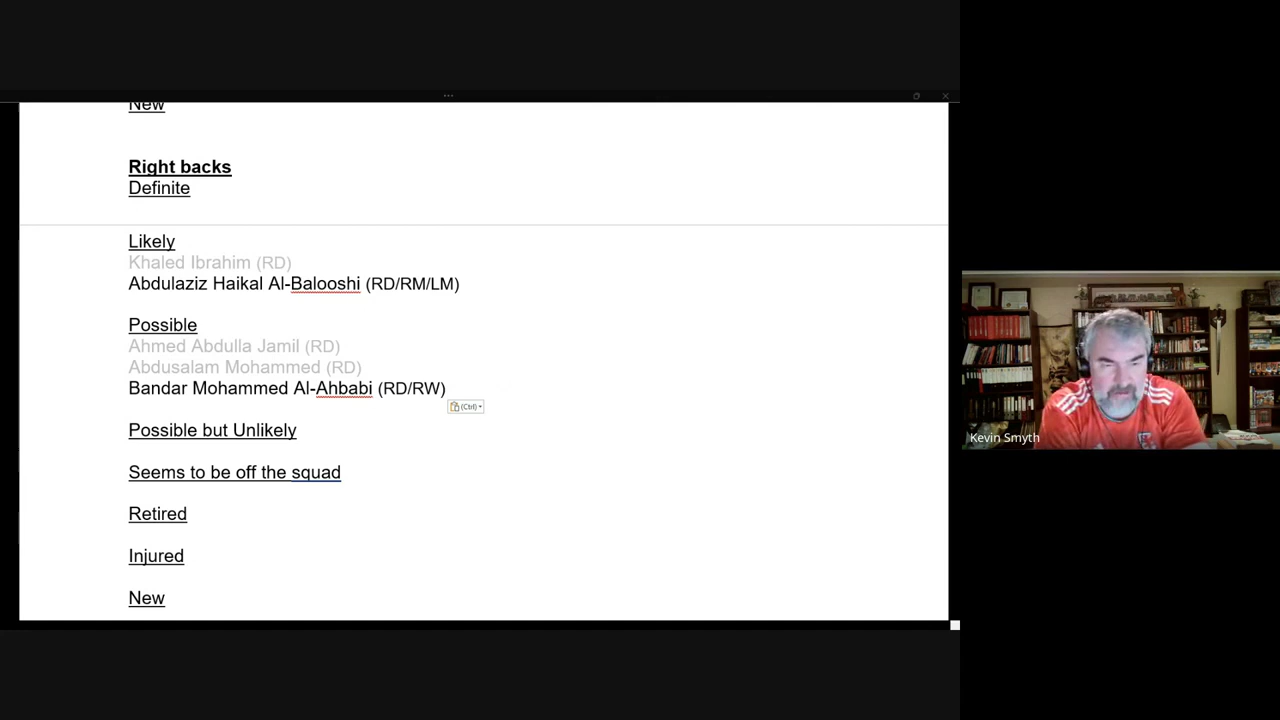 New
Right backs
Definite
Likely
Khaled Ibrahim (RD)
Abdulaziz Haikal Al-Balooshi (RD/RM/LM)
Possible
Ahmed Abdulla Jamil (RD)
Abdusalam Mohammed (RD)
Bandar Mohammed Al-Ahbabi (RD/RW)
(Ctrl)
Possible but Unlikely
Kevin Smyth
Seems to be off the squad
Retired
Injured
New